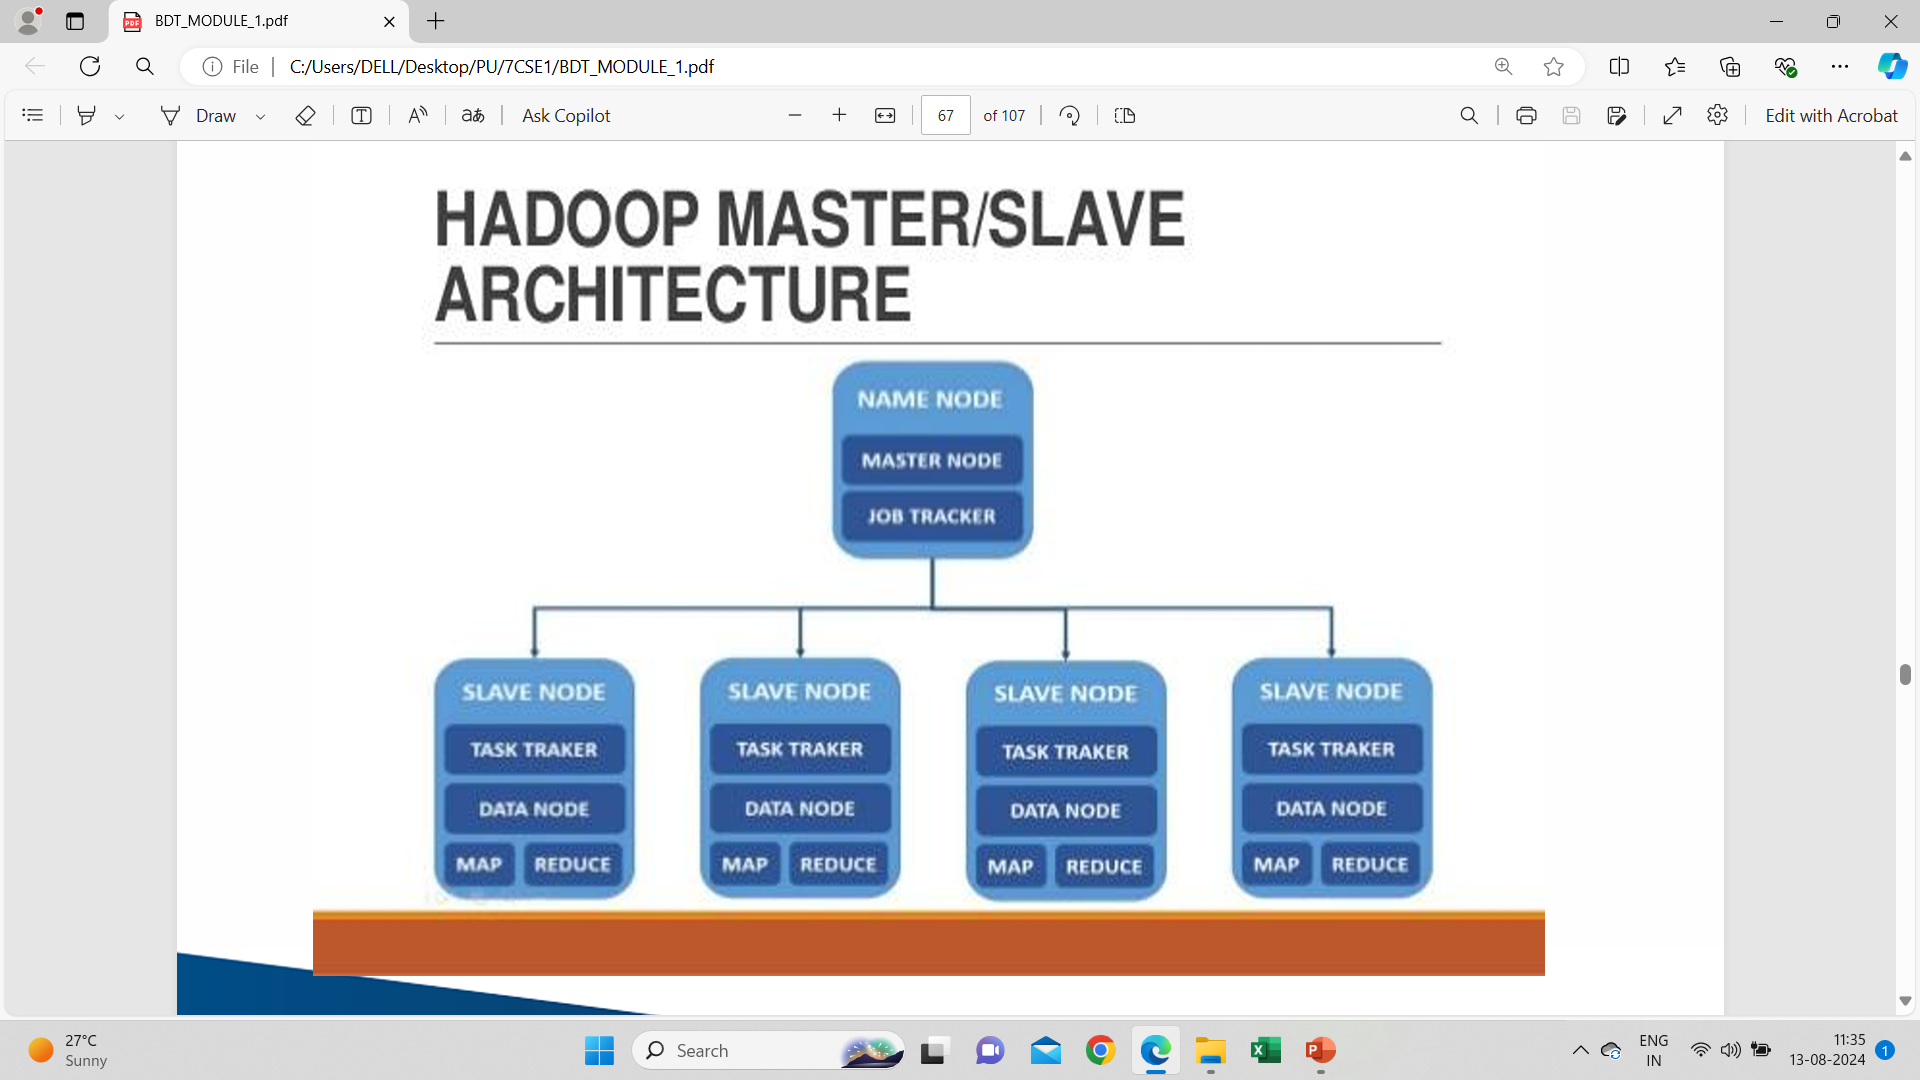 BDT_MODULE_1.pdf
File
C:/Users/DELL/Desktop/PU/7CSE1/BDT_MODULE_1.pdf
Draw
Ask Copilot
67 of 107
Edit with Acrobat
HADOOP MASTER/SLAVE
ARCHITECTURE
NAME NODE
MASTER NODE
JOB TRACKER
SLAVE NODE SLAVE NODE SLAVE NODE SLAVE NODE
TASK TRAKER TASK TRAKER TASK TRAKER TASK TRAKER
DATA NODE DATA NODE DATA NODE DATA NODE
MAP REDUCE MAP REDUCE MAP REDUCE MAP REDUCE
27°C
Sunny
Search
ENG
IN
11:35
13-08-2024
1